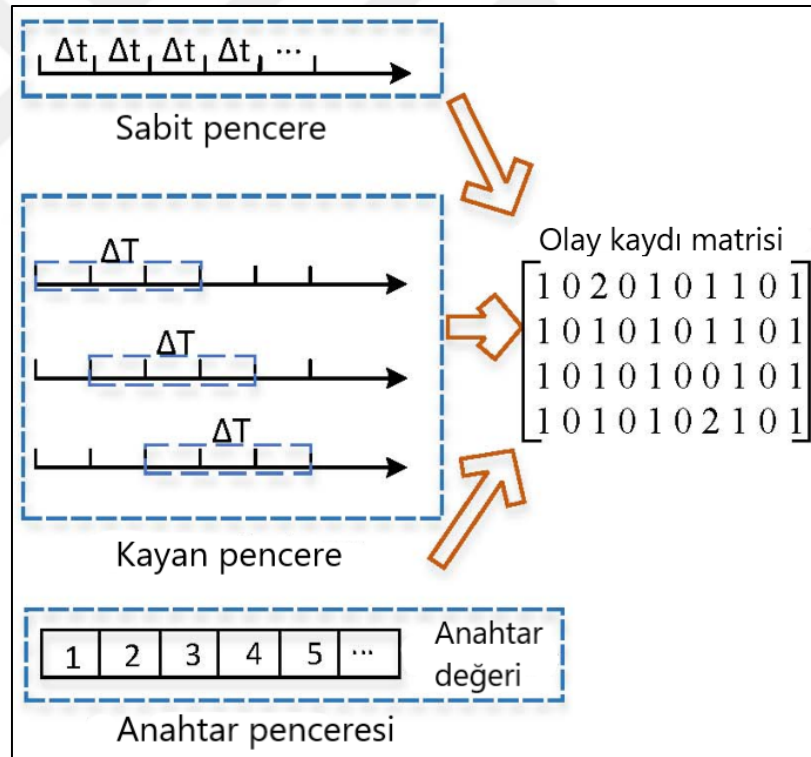 Δt Δt Δt Δt ...
Sabit pencere
ΔT
ΔT
ΔT
Kayan pencere
Olay kaydı matrisi
1 0 2 0 1 0 1 1 0 1
1 0 1 0 1 0 1 1 0 1
1 0 1 0 1 0 0 1 0 1
1 0 1 0 1 0 2 1 0 1
1 2 3 4 5 ...
Anahtar
değeri
Anahtar penceresi